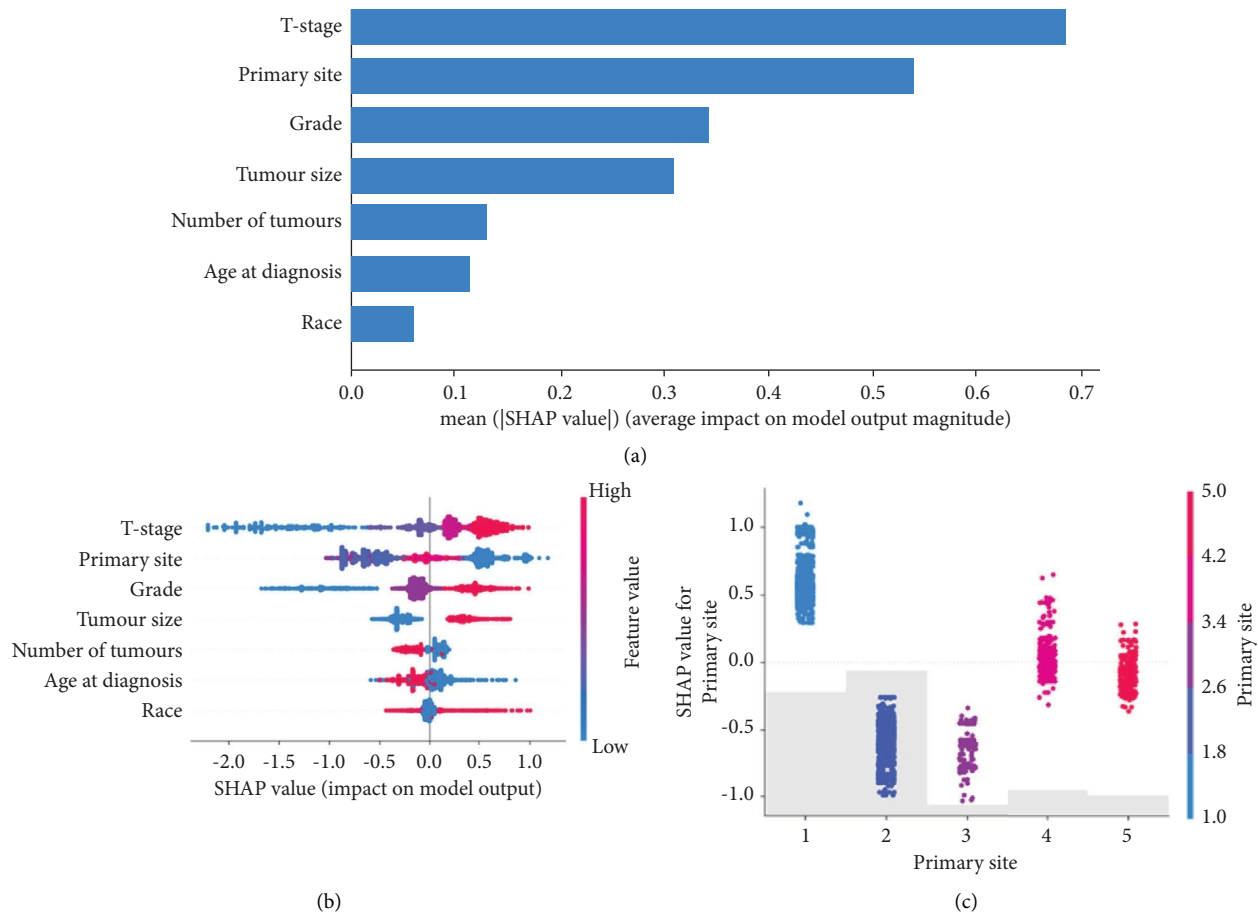 T-stage
Primary site
Grade
Tumour size
Number of tumours
Age at diagnosis
Race
0.0 0.1 0.2 0.3 0.4 0.5 0.6 0.7
mean (|SHAP value|) (average impact on model output magnitude)
(a)
T-stage
Primary site
Grade
Tumour size
Number of tumours
Age at diagnosis
Race
-2.0 -1.5 -1.0 -0.5 0.0 0.5 1.0
SHAP value (impact on model output)
High
Feature value
Low
(b)
SHAP value for
Primary site
1.0
0.5
0.0
-0.5
-1.0
1 2 3 4 5
Primary site
5.0
4.2
3.4
2.6
1.8
1.0
Primary site
(c)